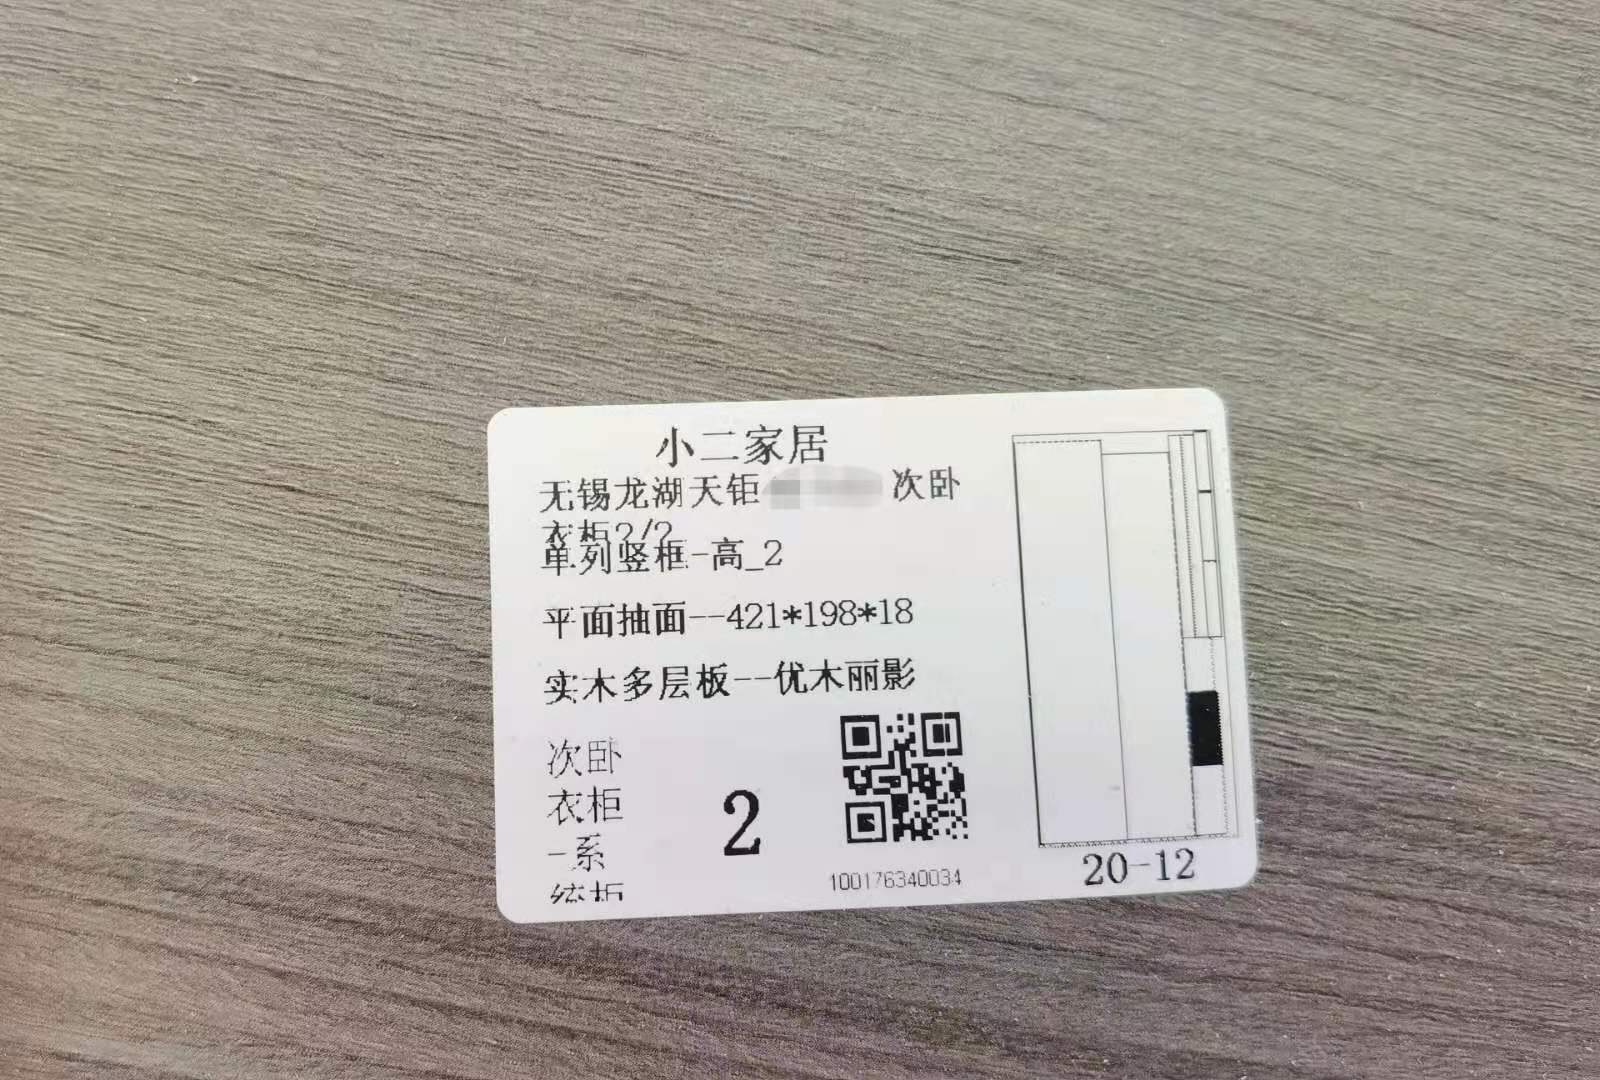 小二家居
无锡龙湖天钜 次卧
衣柜2/2
单列竖框-高_2
平面抽面--421*198*18
实木多层板--优木丽影
次卧
衣柜
-系
统柜
2
100176340034
20-12